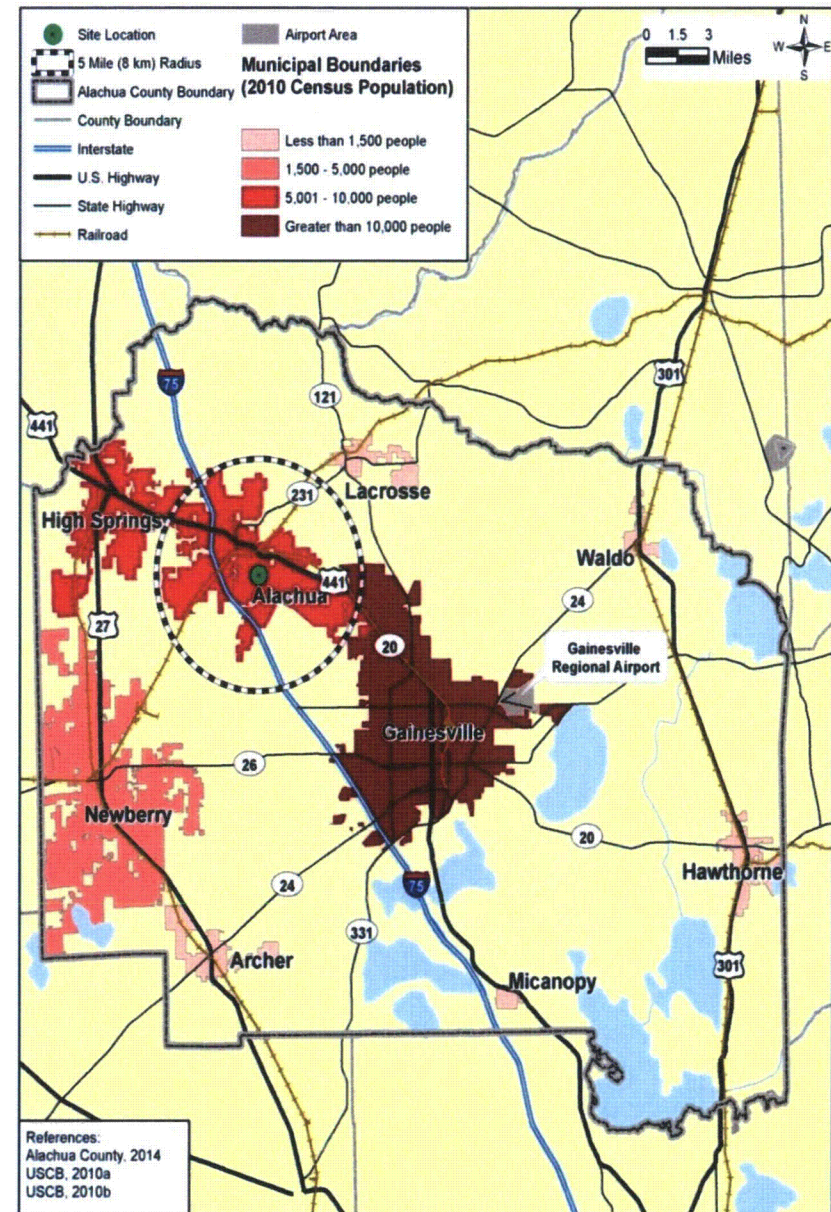 Site Location
5 Mile (8 km) Radius
Alachua County Boundary
County Boundary
Interstate
U.S. Highway
State Highway
Railroad
Airport Area
Municipal Boundaries
(2010 Census Population)
Less than 1,500 people
1,500 - 5,000 people
5,001 - 10,000 people
Greater than 10,000 people
0 1.5 3
Miles
N
W E
S
75
301
441
121
Lacrosse
231
High Springs
Waldo
441
Alachua
24
27
20
Gainesville
Regional Airport
Gainesville
26
Newberry
20
Hawthorne
24
75
331
Archer
301
Micanopy
References:
Alachua County, 2014
USCB, 2010a
USCB, 2010b